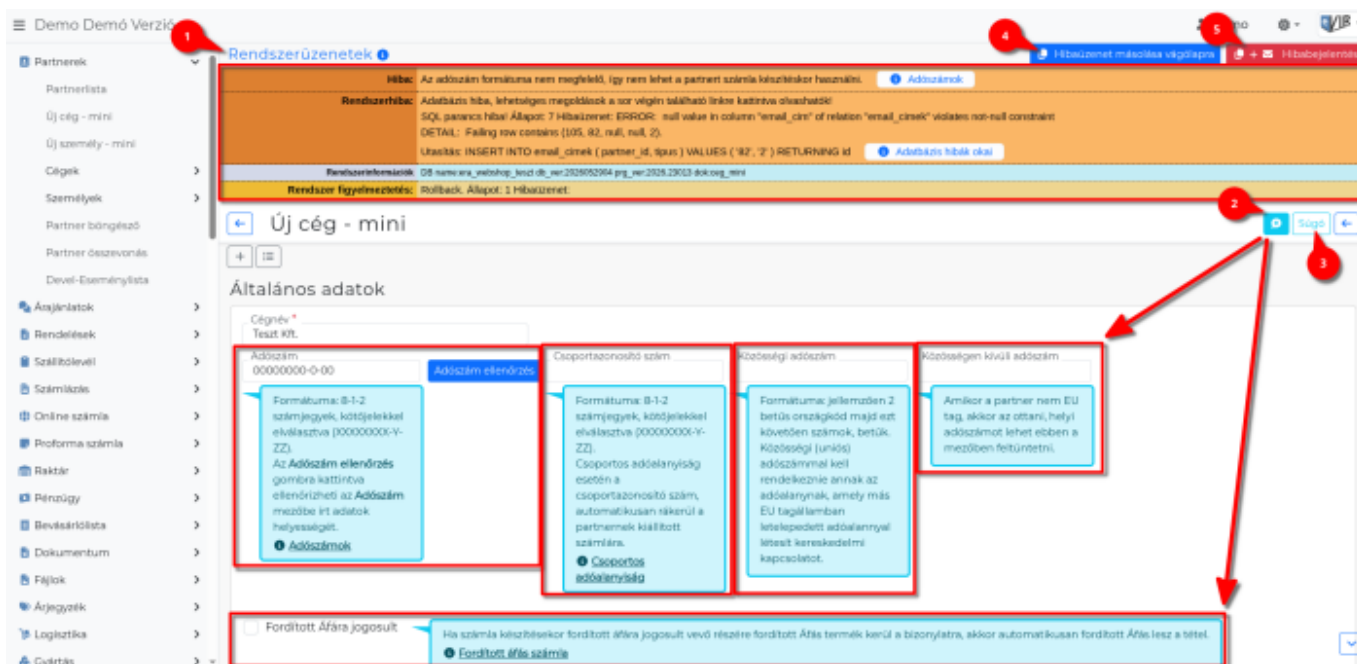 Demo Demó Verzió
1
4
5
Rendszerüzenetek
Hibaüzenet másolása vágólapra
Hibabejelentés
Partnerek
Partnerlista
Új cég - mini
Új személy - mini
Cégek
Személyek
Partner böngésző
Partner összevonás
Devel-Eseménylista
Árajánlatok
Rendelések
Szállítólevél
Számlázás
Online számla
Proforma számla
Raktár
Pénzügy
Bevásárlólista
Dokumentum
Fájlok
Árjegyzék
Logisztika
Gyártás
Hiba: Az adószám formátuma nem megfelelő, így nem lehet a partnert számla készítéskor használni. Adószámok
Rendszerhiba: Adatbázis hiba, lehetséges megoldások a sor végén található linkre kattintva olvashatók!
SQL parancs hiba! Állapot: 7 Hibaüzenet: ERROR: null value in column "email_cim" of relation "email_cimek" violates not-null constraint
DETAIL: Failing row contains (105, 82, null, null, 2).
Utasítás: INSERT INTO email_cimek ( partner_id, tipus ) VALUES ( '82', '2' ) RETURNING id Adatbázis hibák okai
Rendszerinformációk
Rendszer figyelmeztetés: Rollback. Állapot: 1 Hibaüzenet:
2
Új cég - mini
Súgó
3
Általános adatok
Cégnév *
Teszt Kft.
Adószám
00000000-0-00
Adószám ellenőrzés
Formátuma: 8-1-2
számjegyek, kötőjelekkel
elválasztva (XXXXXXXX-Y-
ZZ).
Az Adószám ellenőrzés
gombra kattintva
ellenőrizheti az Adószám
mezőbe írt adatok
helyességét.
Adószámok
Csoportazonosító szám
Formátuma: 8-1-2
számjegyek, kötőjelekkel
elválasztva (XXXXXXXX-Y-
ZZ).
Csoportos adóalanyiság
esetén a
csoportazonosító szám,
automatikusan rákerül a
partnernek kiállított
számlára.
Csoportos
adóalanyiság
Közösségi adószám
Formátuma: jellemzően 2
betűs országkód majd ezt
követően számok, betűk.
Közösségi (uniós)
adószámmal kell
rendelkeznie annak az
adóalanynak, amely más
EU tagállamban
letelepedett adóalannyal
létesít kereskedelmi
kapcsolatot.
Közösségen kívüli adószám
Amikor a partner nem EU
tag, akkor az ottani, helyi
adószámot lehet ebben a
mezőben feltüntetni.
Fordított Áfára jogosult
Ha számla készítésekor fordított áfára jogosult vevő részére fordított Áfás termék kerül a bizonylatra, akkor automatikusan fordított Áfás lesz a tétel.
Fordított áfás számla